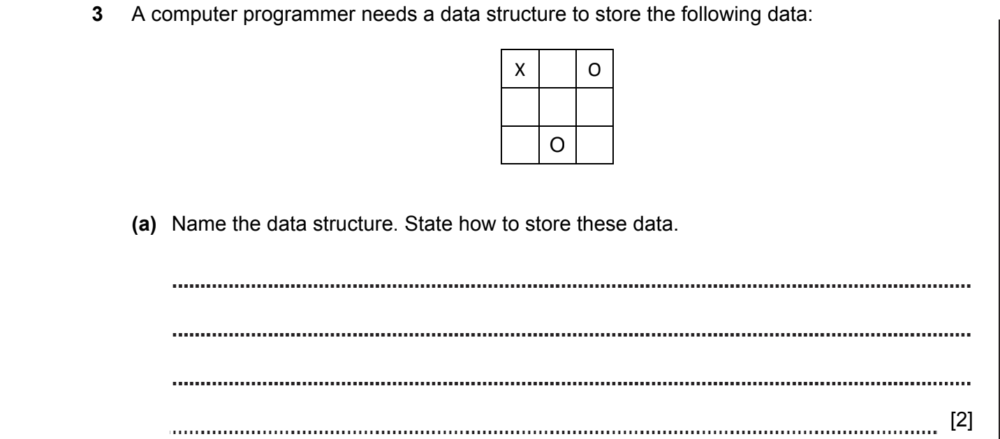 3 A computer programmer needs a data structure to store the following data:
X O
O
(a) Name the data structure. State how to store these data.
[2]